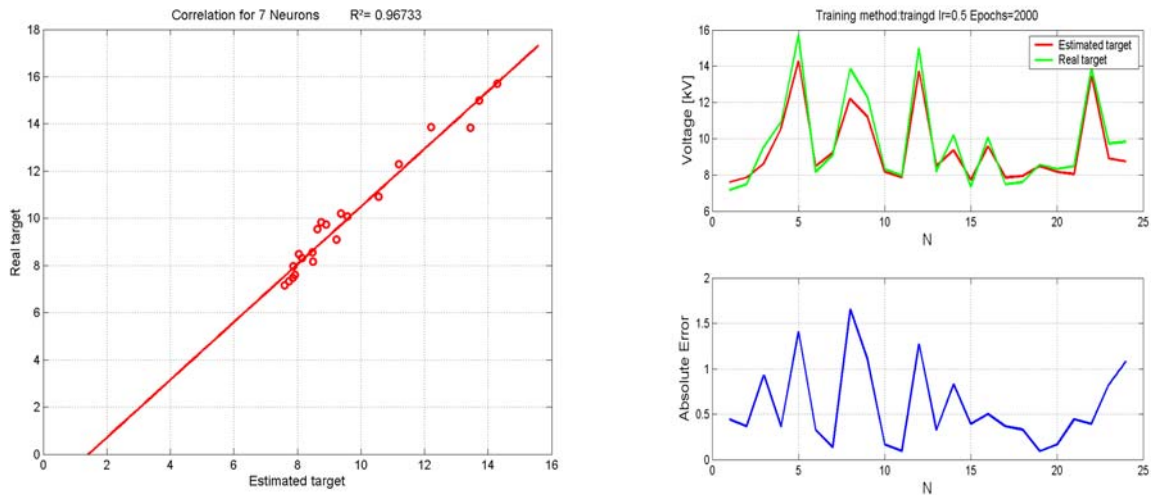 Correlation for 7 Neurons R²= 0.96733
18
16
14
12
10
8
6
4
2
0
Real target
0 2 4 6 8 10 12 14 16
Estimated target
Training method:traingd lr=0.5 Epochs=2000
Estimated target
Real target
16
14
12
10
8
6
Voltage [kV]
0 5 10 15 20 25
N
2
1.5
1
0.5
0
Absolute Error
0 5 10 15 20 25
N